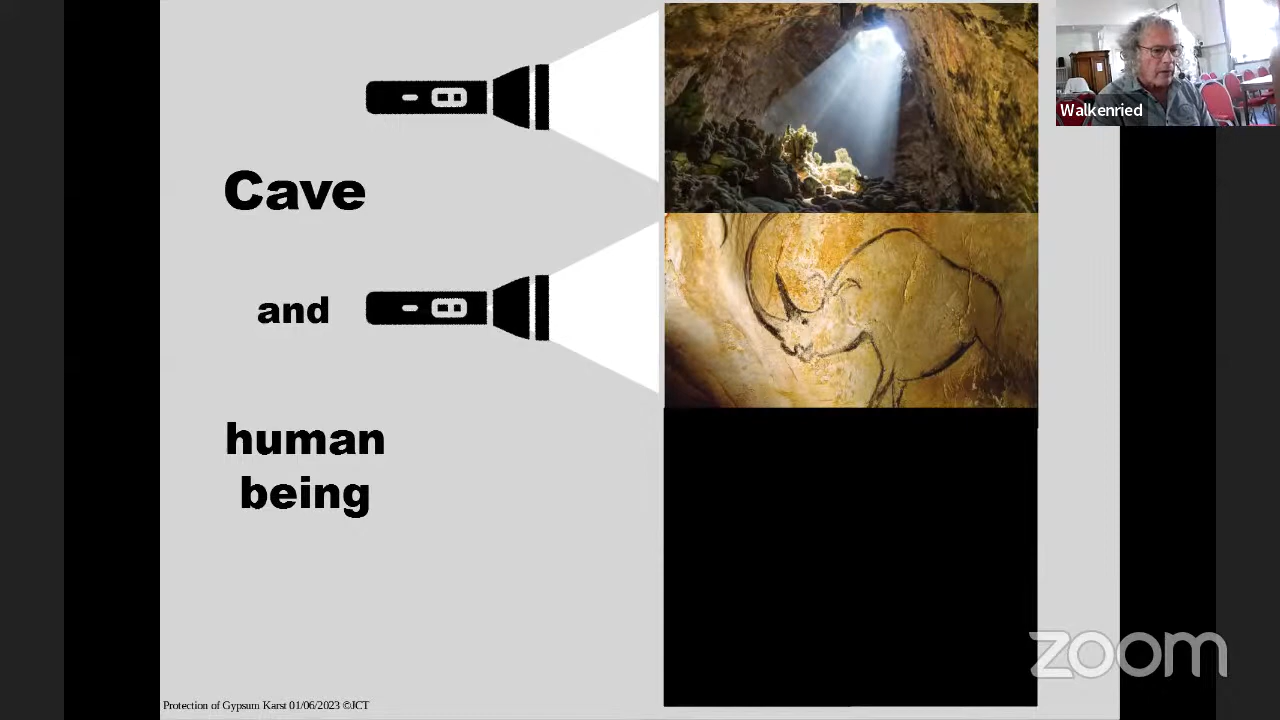 Cave
and
human
being
Walkenried
Protection of Gypsum Karst 01/06/2023 ©JCT
zoom